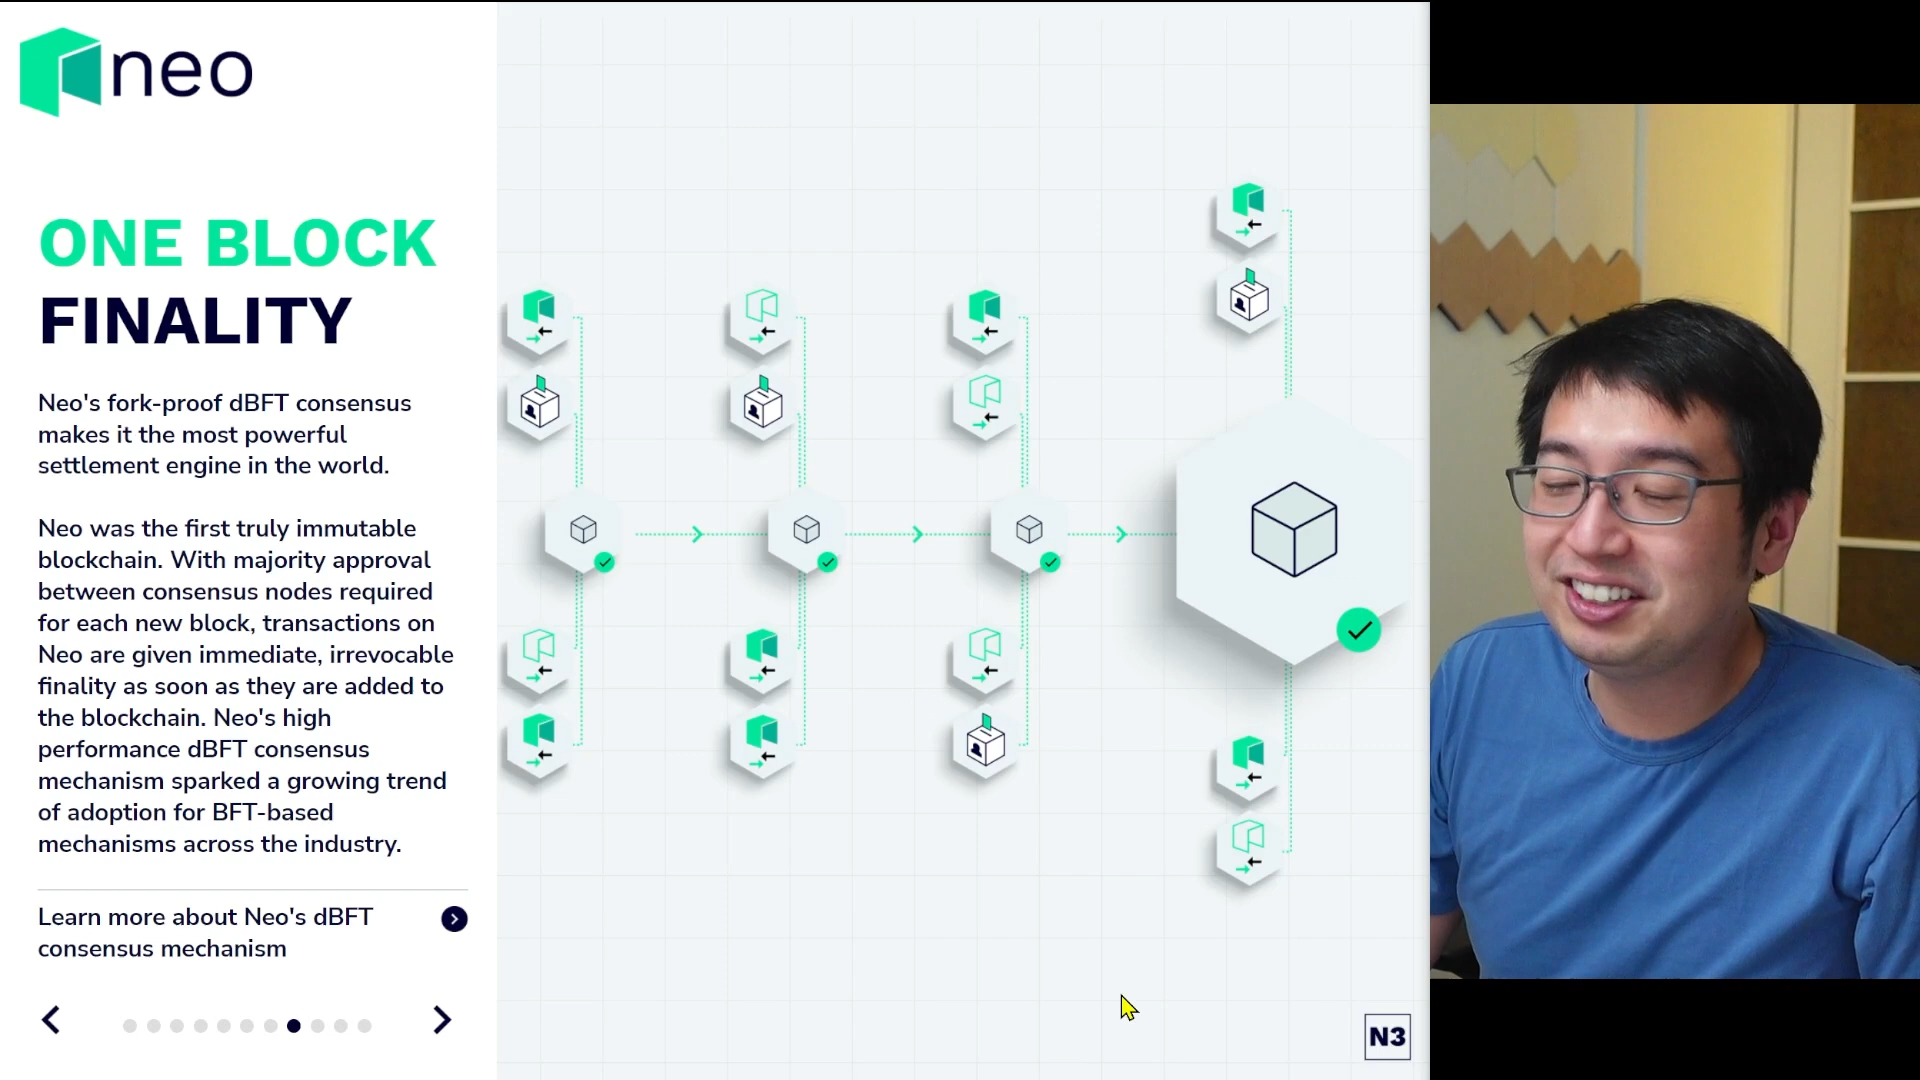 neo
ONE BLOCK
FINALITY
Neo's fork-proof dBFT consensus
makes it the most powerful
settlement engine in the world.
Neo was the first truly immutable
blockchain. With majority approval
between consensus nodes required
for each new block, transactions on
Neo are given immediate, irrevocable
finality as soon as they are added to
the blockchain. Neo's high
performance dBFT consensus
mechanism sparked a growing trend
of adoption for BFT-based
mechanisms across the industry.
Learn more about Neo's dBFT
consensus mechanism
N3